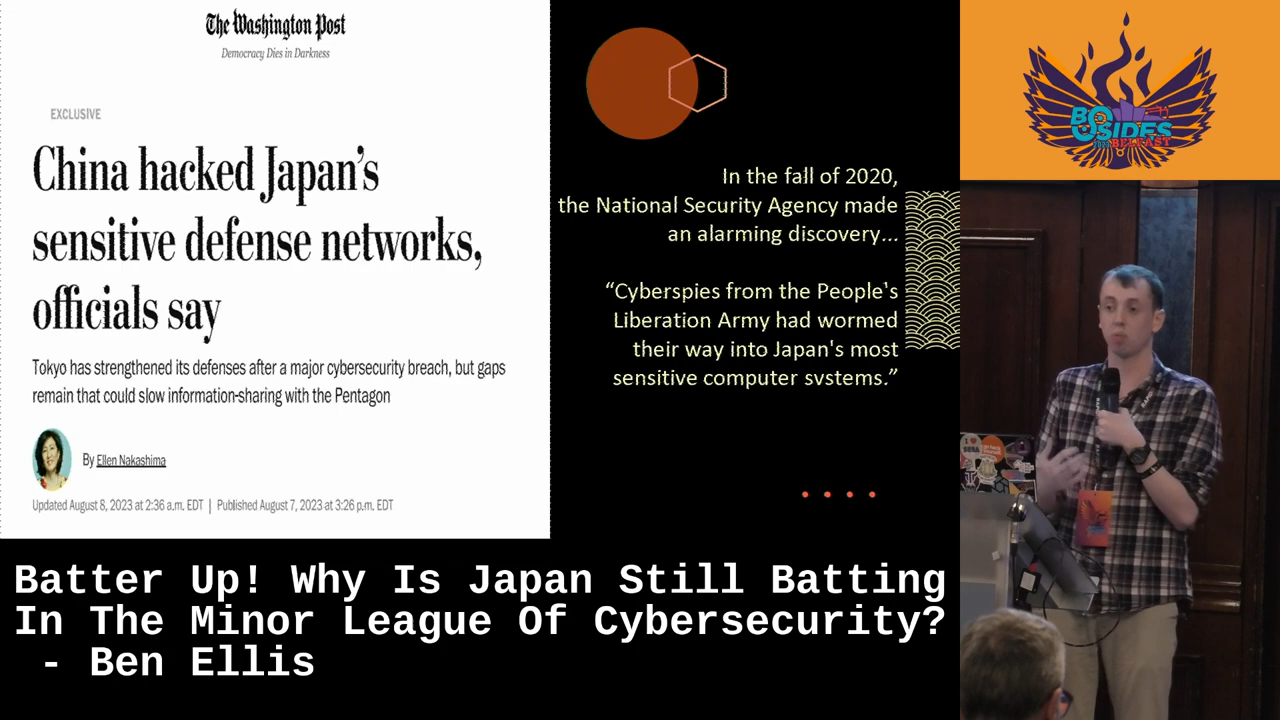 The Washington Post
Democracy Dies in Darkness
EXCLUSIVE
China hacked Japan’s
sensitive defense networks,
officials say
Tokyo has strengthened its defenses after a major cybersecurity breach, but gaps
remain that could slow information-sharing with the Pentagon
By Ellen Nakashima
Updated August 8, 2023 at 2:36 a.m. EDT | Published August 7, 2023 at 3:26 p.m. EDT
In the fall of 2020,
the National Security Agency made
an alarming discovery...
“Cyberspies from the People's
Liberation Army had wormed
their way into Japan's most
sensitive computer systems.”
BSIDES
2023 BELFAST
Batter Up! Why Is Japan Still Batting
In The Minor League Of Cybersecurity?
- Ben Ellis